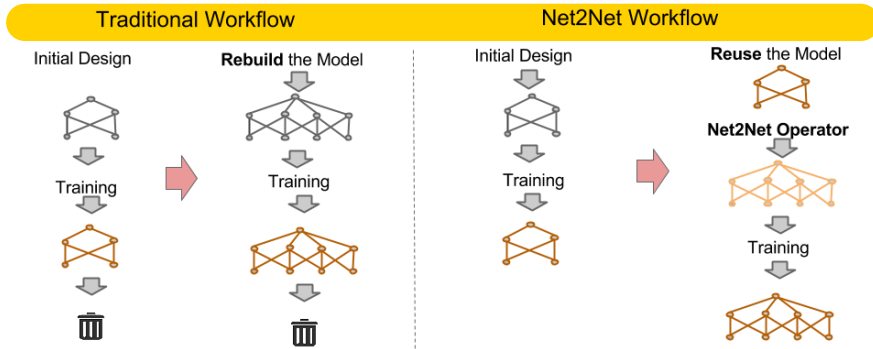 Traditional Workflow
Net2Net Workflow
Initial Design
Rebuild the Model
Training
Training
Initial Design
Reuse the Model
Net2Net Operator
Training
Training